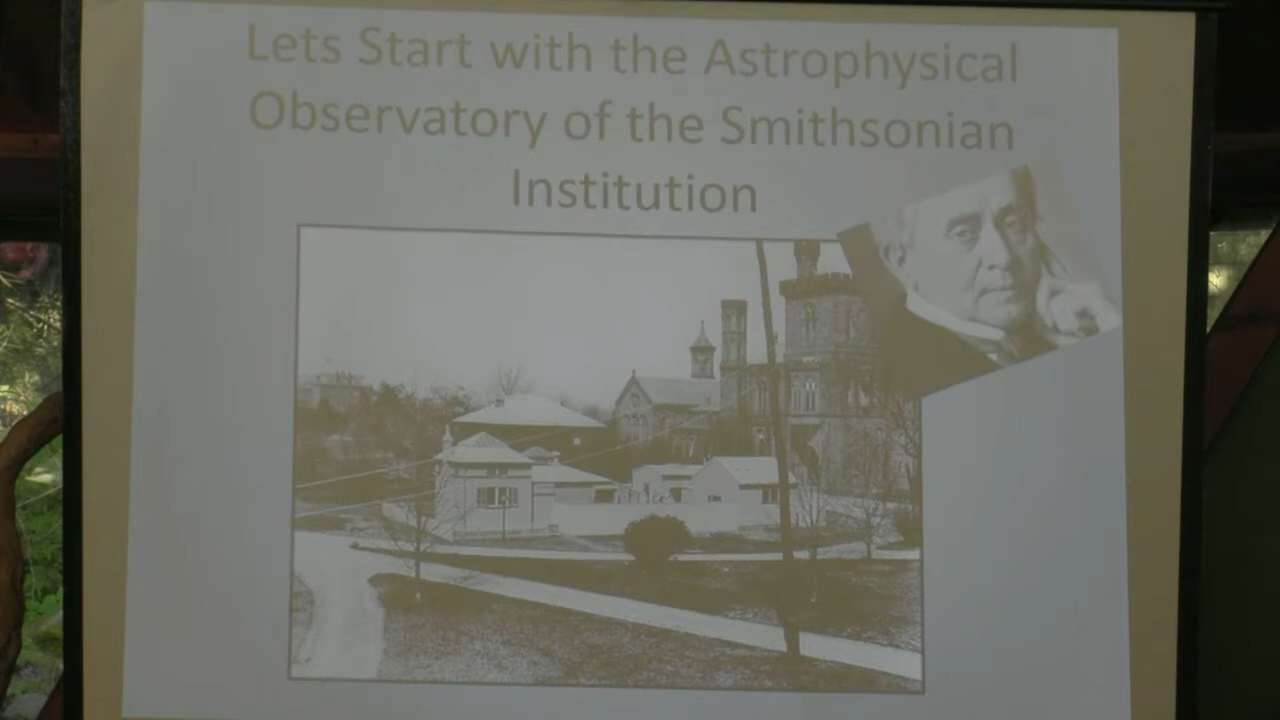 Lets Start with the Astrophysical
Observatory of the Smithsonian
Institution